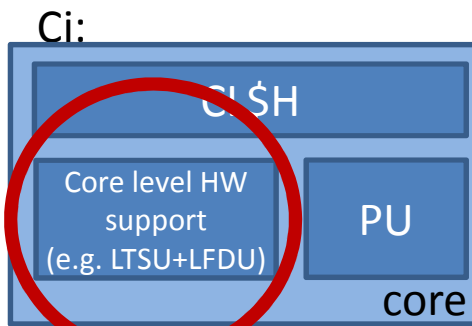 Ci:
CL$H
Core level HW
support
(e.g. LTSU+LFDU)
PU
core